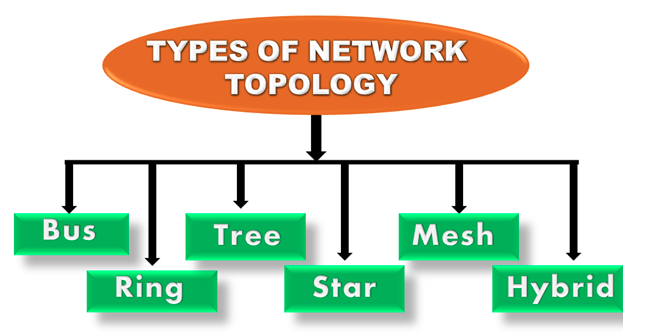 TYPES OF NETWORK
TOPOLOGY
Bus
Tree
Mesh
Ring
Star
Hybrid